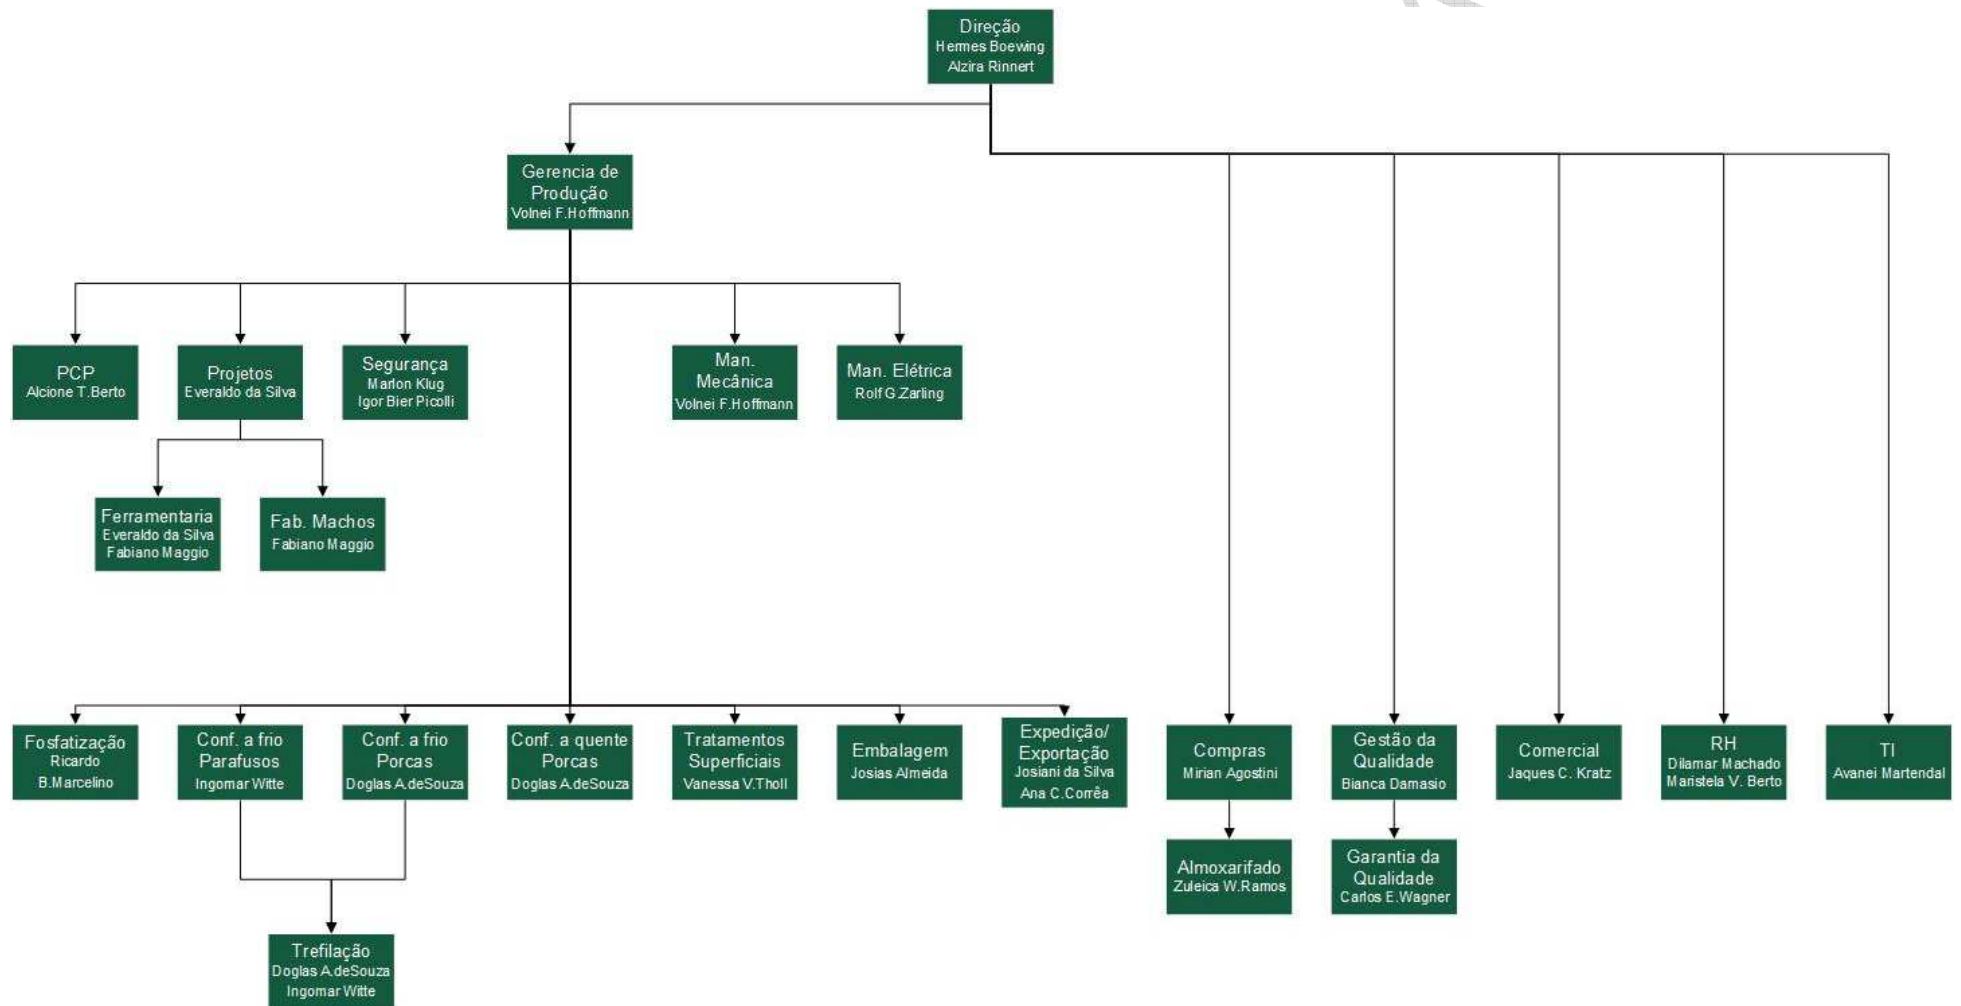 Direção
Hermes Boewing
Alzira Rinnert
Gerencia de
Produção
Volnei F.Hoffmann
PCP
Alcione T.Berto
Projetos
Everaldo da Silva
Segurança
Marlon Klug
Igor Bier Picolli
Man.
Mecânica
Volnei F.Hoffmann
Man. Elétrica
Rolf G.Zarling
Ferramentaria
Everaldo da Silva
Fabiano Maggio
Fab. Machos
Fabiano Maggio
Fosfatização
Ricardo
B.Marcelino
Conf. a frio
Parafusos
Ingomar Witte
Conf. a frio
Porcas
Doglas A.deSouza
Conf. a quente
Porcas
Doglas A.deSouza
Tratamentos
Superficiais
Vanessa V.Tholl
Embalagem
Josias Almeida
Expedição/
Exportação
Josiani da Silva
Ana C.Corrêa
Compras
Mirian Agostini
Gestão da
Qualidade
Bianca Damasio
Comercial
Jaques C. Kratz
RH
Dilamar Machado
Maristela V. Berto
TI
Avanei Martendal
Almoxarifado
Zuleica W.Ramos
Garantia da
Qualidade
Carlos E.Wagner
Trefilação
Doglas A.deSouza
Ingomar Witte